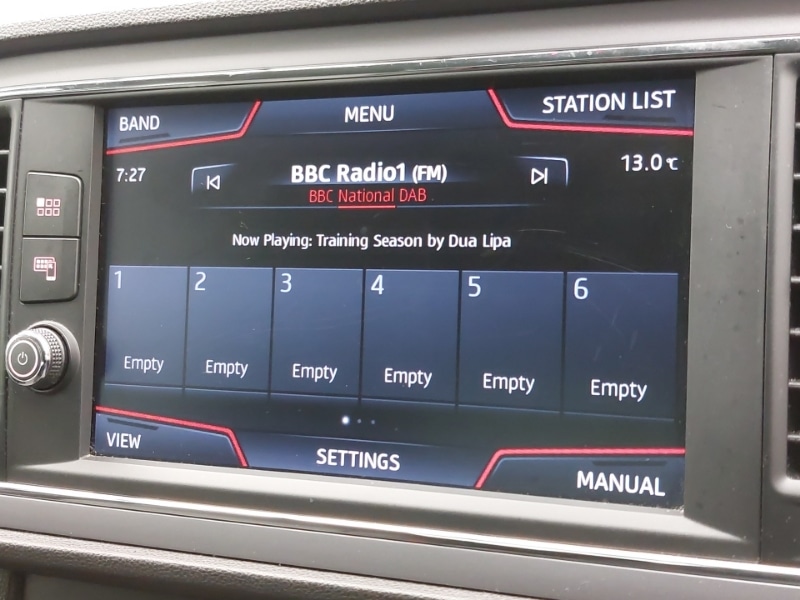 BAND
MENU
STATION LIST
7:27
BBC Radio1 (FM)
13.0℃
BBC National DAB
Now Playing: Training Season by Dua Lipa
1 2 3 4 5 6
Empty Empty Empty Empty Empty Empty
VIEW
SETTINGS
MANUAL